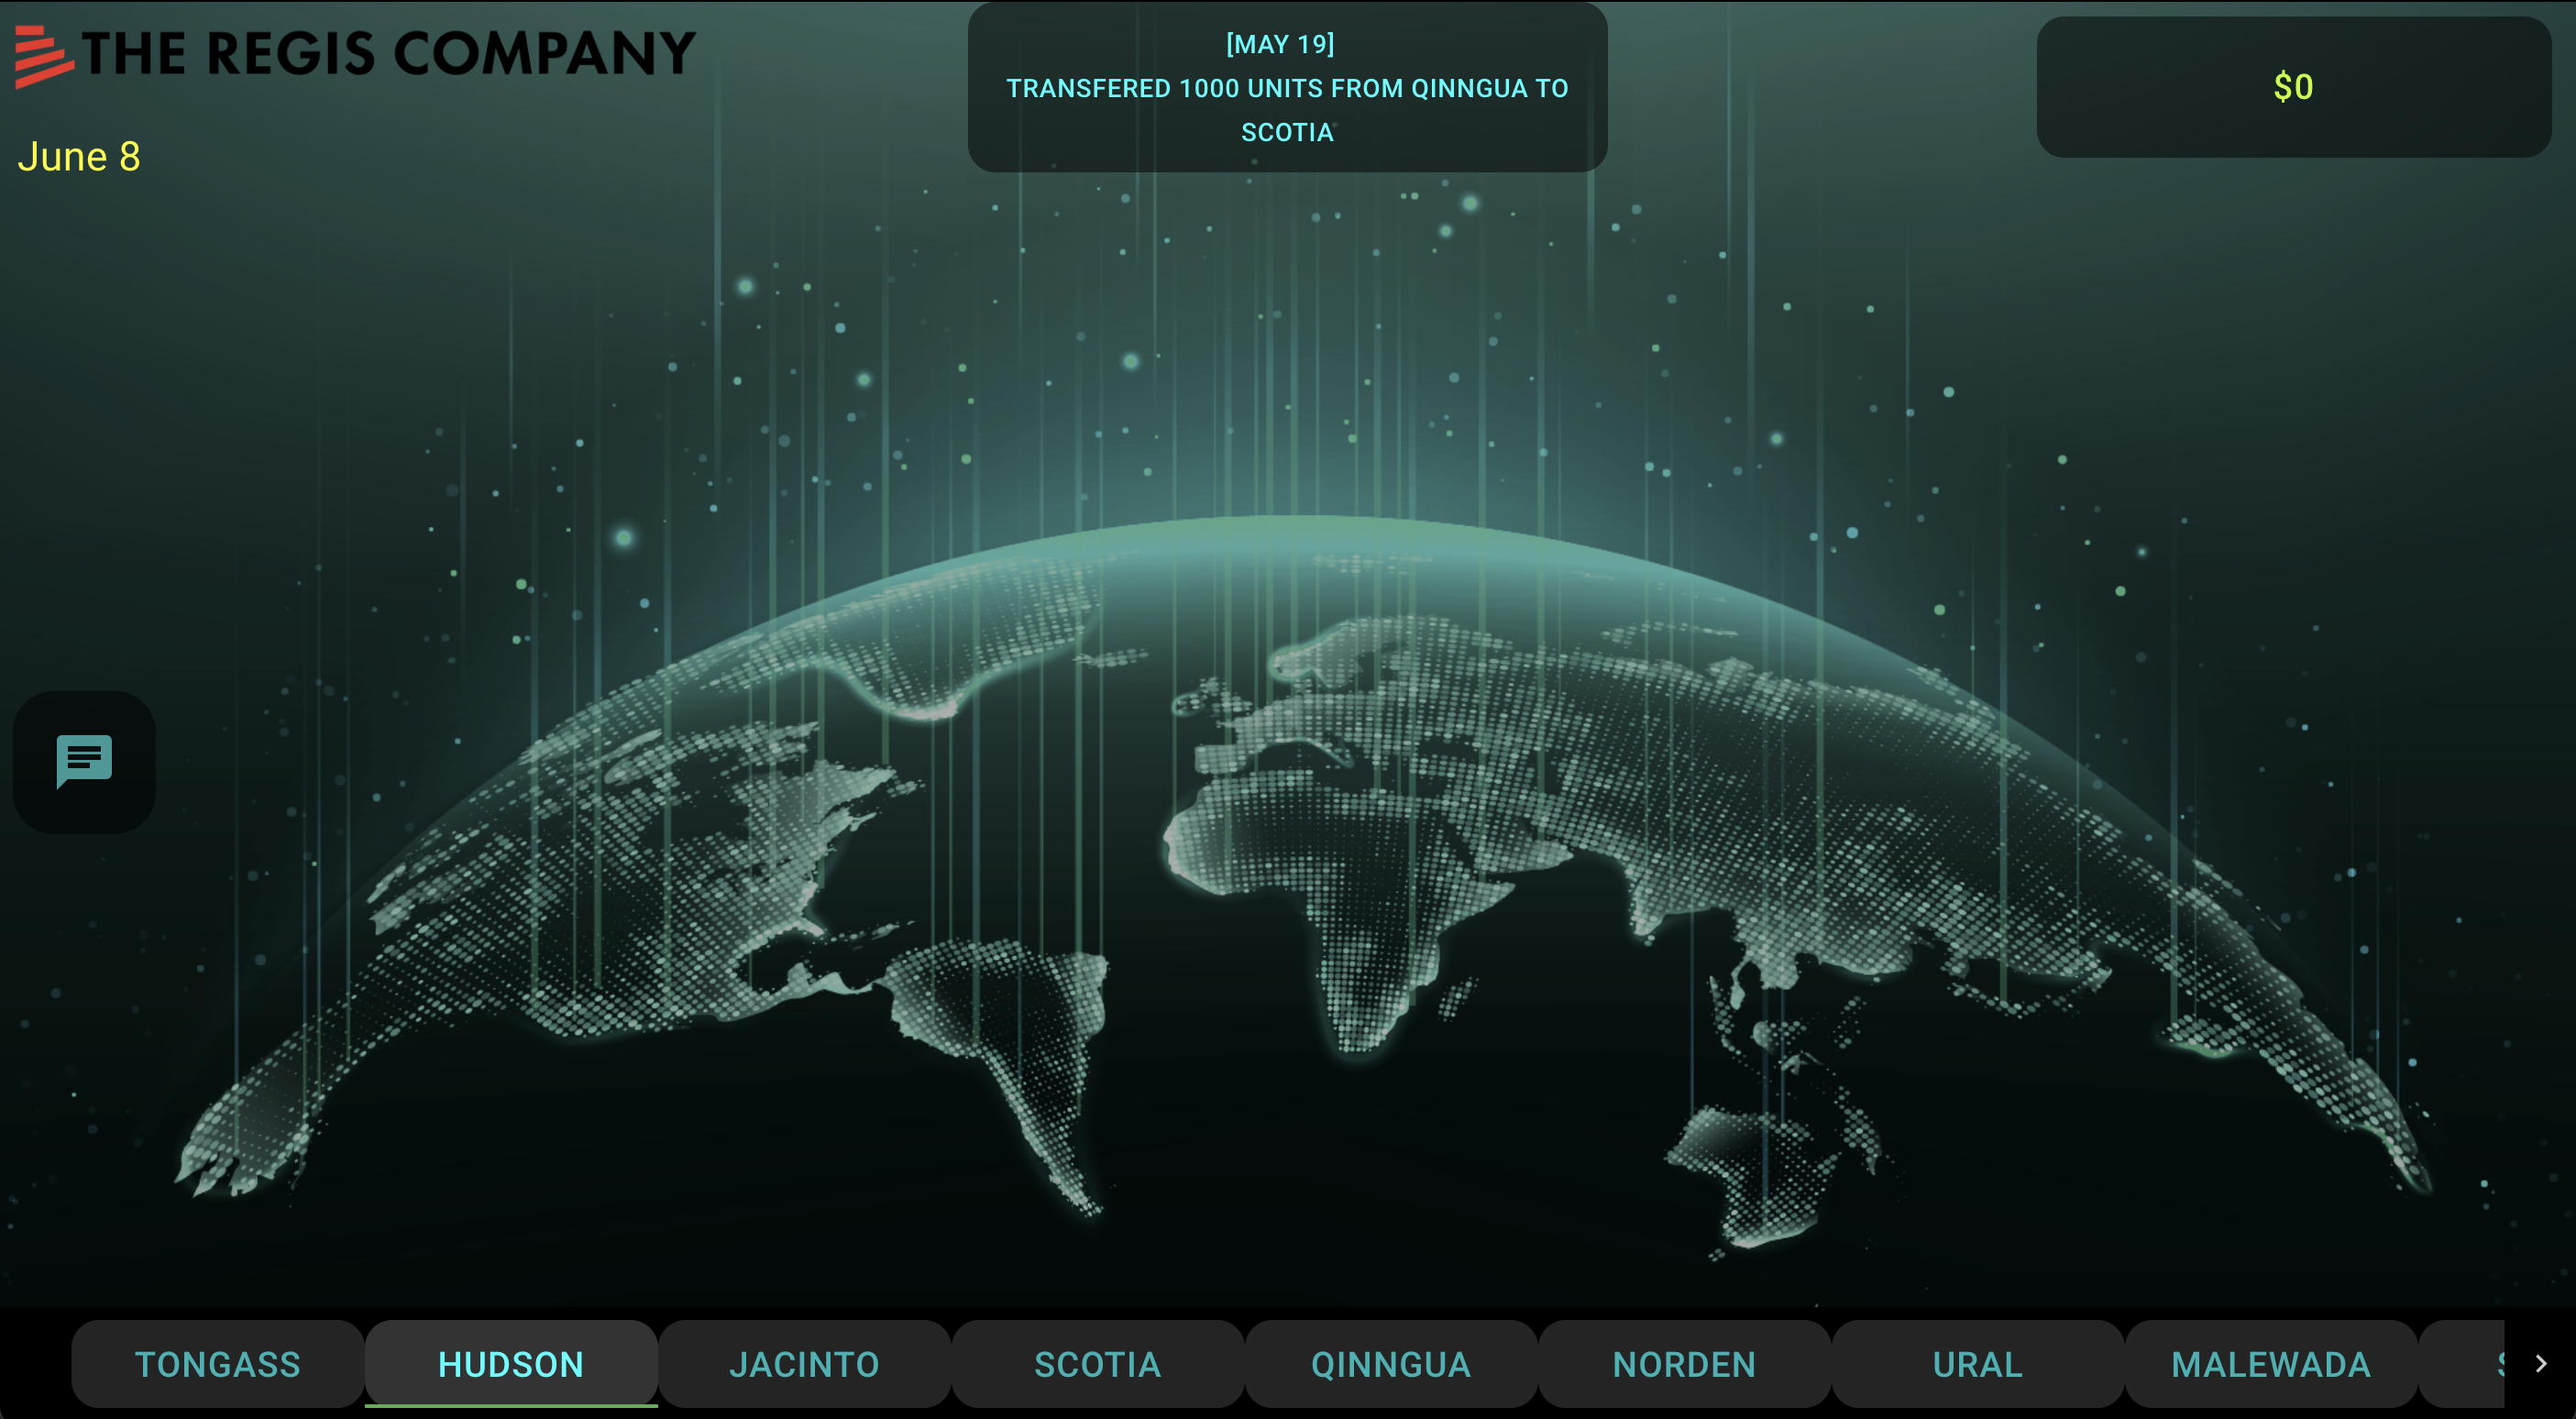 THE REGIS COMPANY
[MAY 19]
TRANSFERED 1000 UNITS FROM QINNGUA TO
SCOTIA
$0
June 8
TONGASS
HUDSON
JACINTO
SCOTIA
QINNGUA
NORDEN
URAL
MALEWADA